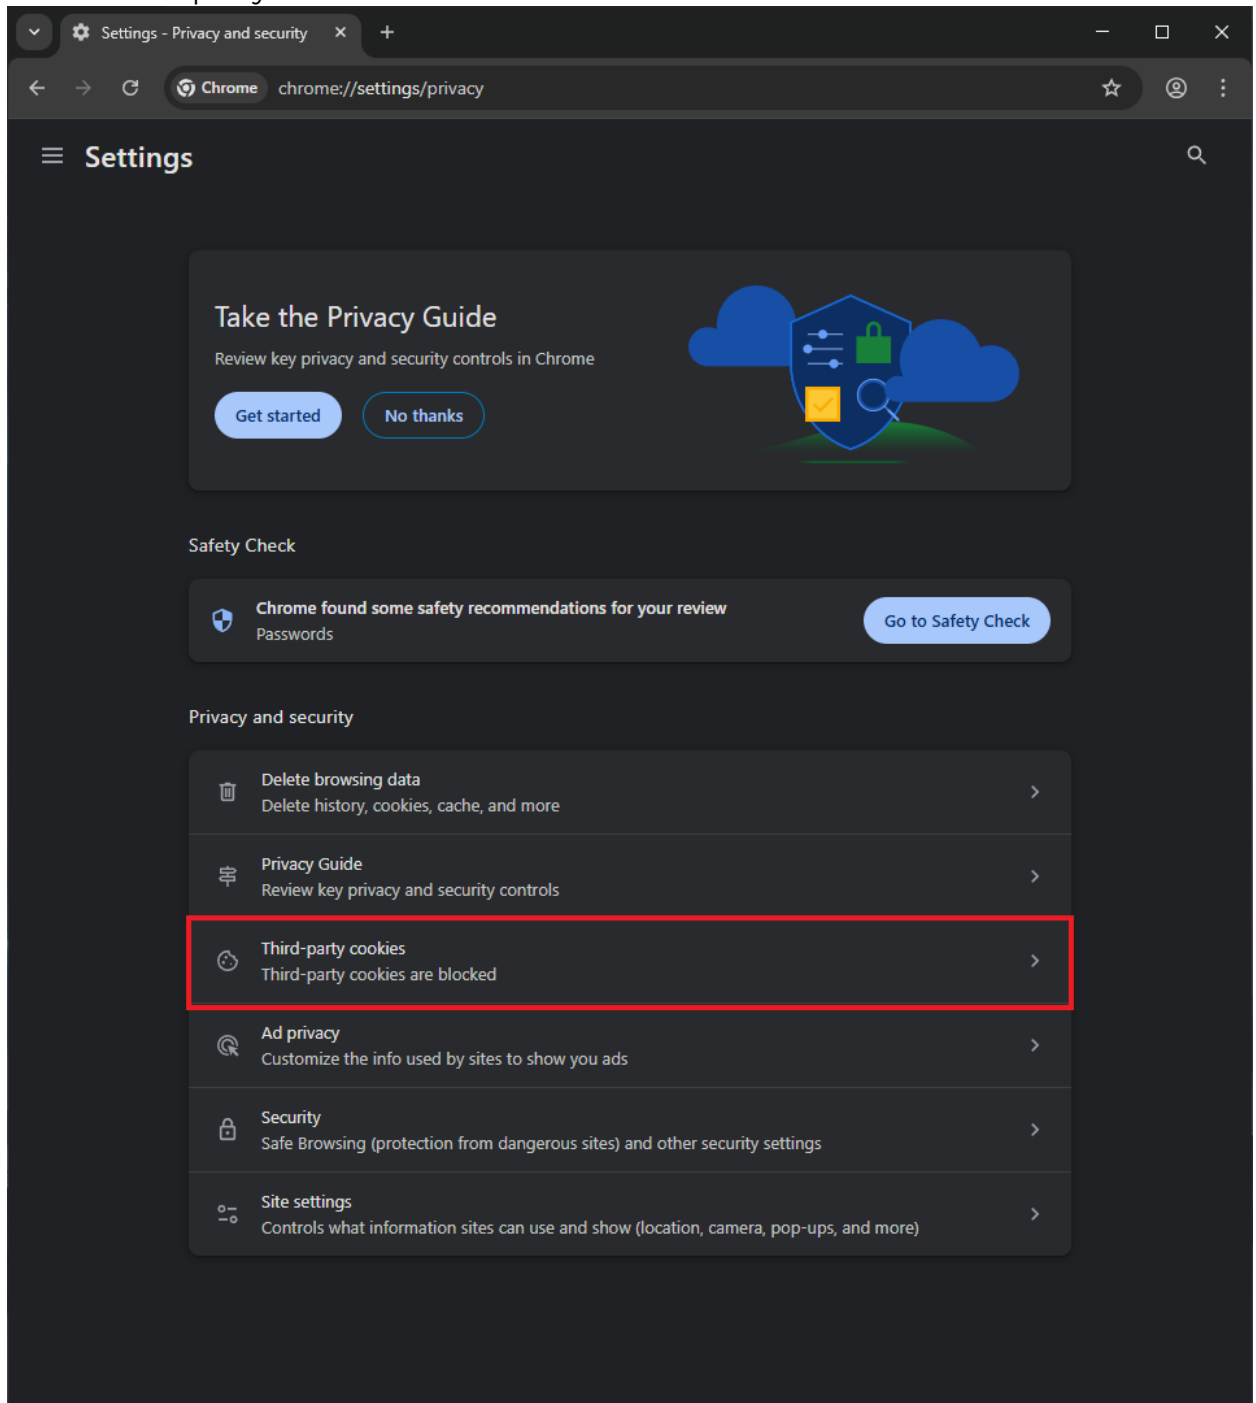 Settings - Privacy and security
Chrome chrome://settings/privacy
Settings
Take the Privacy Guide
Review key privacy and security controls in Chrome
Get started No thanks
Safety Check
Chrome found some safety recommendations for your review
Passwords
Go to Safety Check
Privacy and security
Delete browsing data
Delete history, cookies, cache, and more
Privacy Guide
Review key privacy and security controls
Third-party cookies
Third-party cookies are blocked
Ad privacy
Customize the info used by sites to show you ads
Security
Safe Browsing (protection from dangerous sites) and other security settings
Site settings
Controls what information sites can use and show (location, camera, pop-ups, and more)